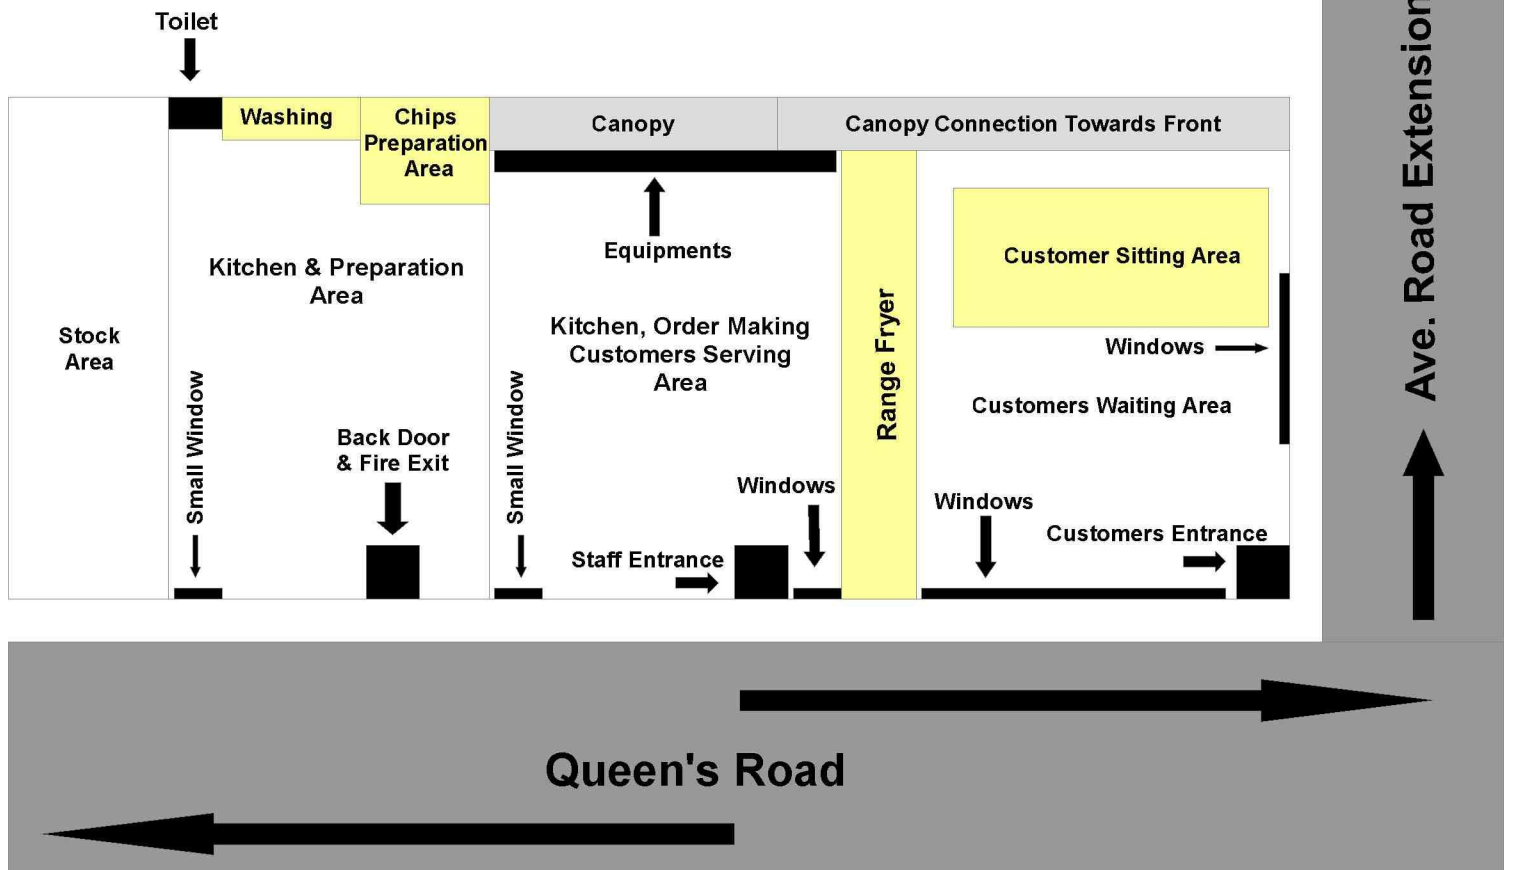 Toilet
Washing
Chips
Preparation
Area
Canopy
Canopy Connection Towards Front
Equipments
Kitchen & Preparation
Area
Stock
Area
Kitchen, Order Making
Customers Serving
Area
Range Fryer
Customer Sitting Area
Windows
Customers Waiting Area
Small Window
Back Door
& Fire Exit
Small Window
Windows
Staff Entrance
Windows
Customers Entrance
Ave. Road Extension
Queen's Road